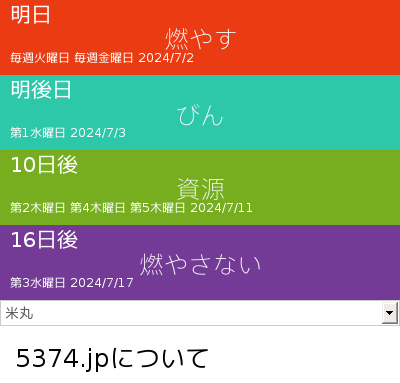 明日
燃やす
毎週火曜日 毎週金曜日 2024/7/2
明後日
びん
第1水曜日 2024/7/3
10日後
資源
第2木曜日 第4木曜日 第5木曜日 2024/7/11
16日後
燃やさない
第3水曜日 2024/7/17
米丸
5374.jpについて